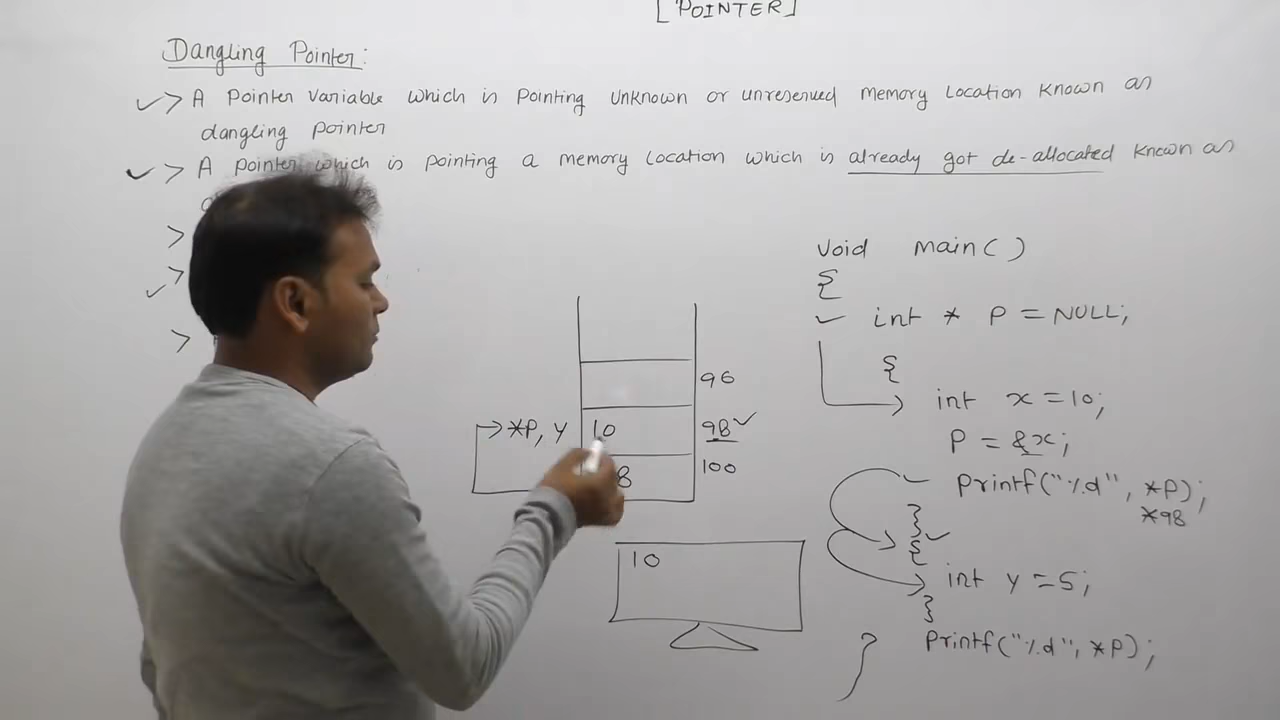 [POINTER]
Dangling Pointer:
> A Pointer variable which is pointing unknown or unreserved memory location known as
dangling pointer
> A pointer which is pointing a memory location which is already got de-allocated known as
>
>
>
void main()
{
int * P = NULL;
{
int x = 10;
P = &x;
printf("%d", *P);
*98
}
{
int y = 5;
}
printf("%d", *P);
}
96
*P, y 10 98
8 100
10